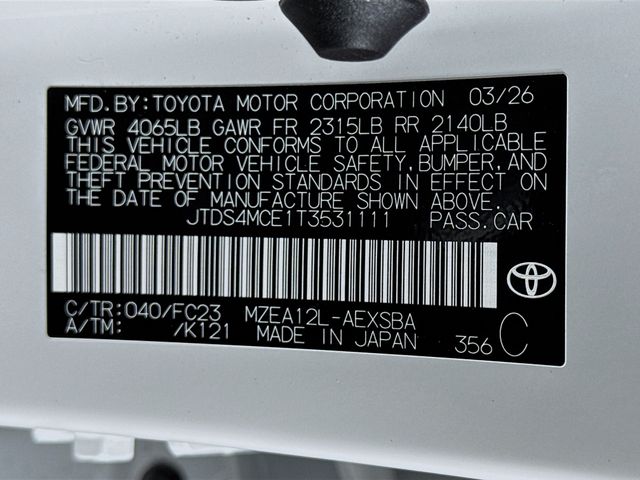 MFD.BY:TOYOTA MOTOR CORPORATION 03/26
GVWR 4065LB GAWR FR 2315LB RR 2140LB
THIS VEHICLE CONFORMS TO ALL APPLICABLE
FEDERAL MOTOR VEHICLE SAFETY, BUMPER, AND
THEFT PREVENTION STANDARDS IN EFFECT ON
THE DATE OF MANUFACTURE SHOWN ABOVE.
JTDS4MCE1T3531111 PASS.CAR
C/TR:040/FC23 MZEA12L-AEXSBA
A/TM: /K121 MADE IN JAPAN 356 C